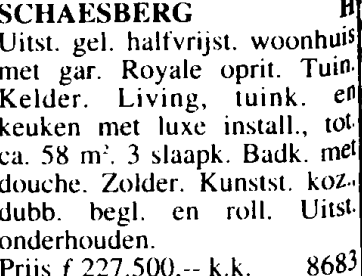 SCHAESBERG H
Uitst. gel. halfvrijst. woonhuis
met gar. Royale oprit. Tuin.
Kelder. Living, tuink. en
keuken met luxe install., tot.
ca. 58 m². 3 slaapk. Badk. met
douche. Zolder. Kunstst. koz.,
dubb. begl. en roll. Uitst.
onderhouden.
Prijs f 227.500,-- k.k. 8683